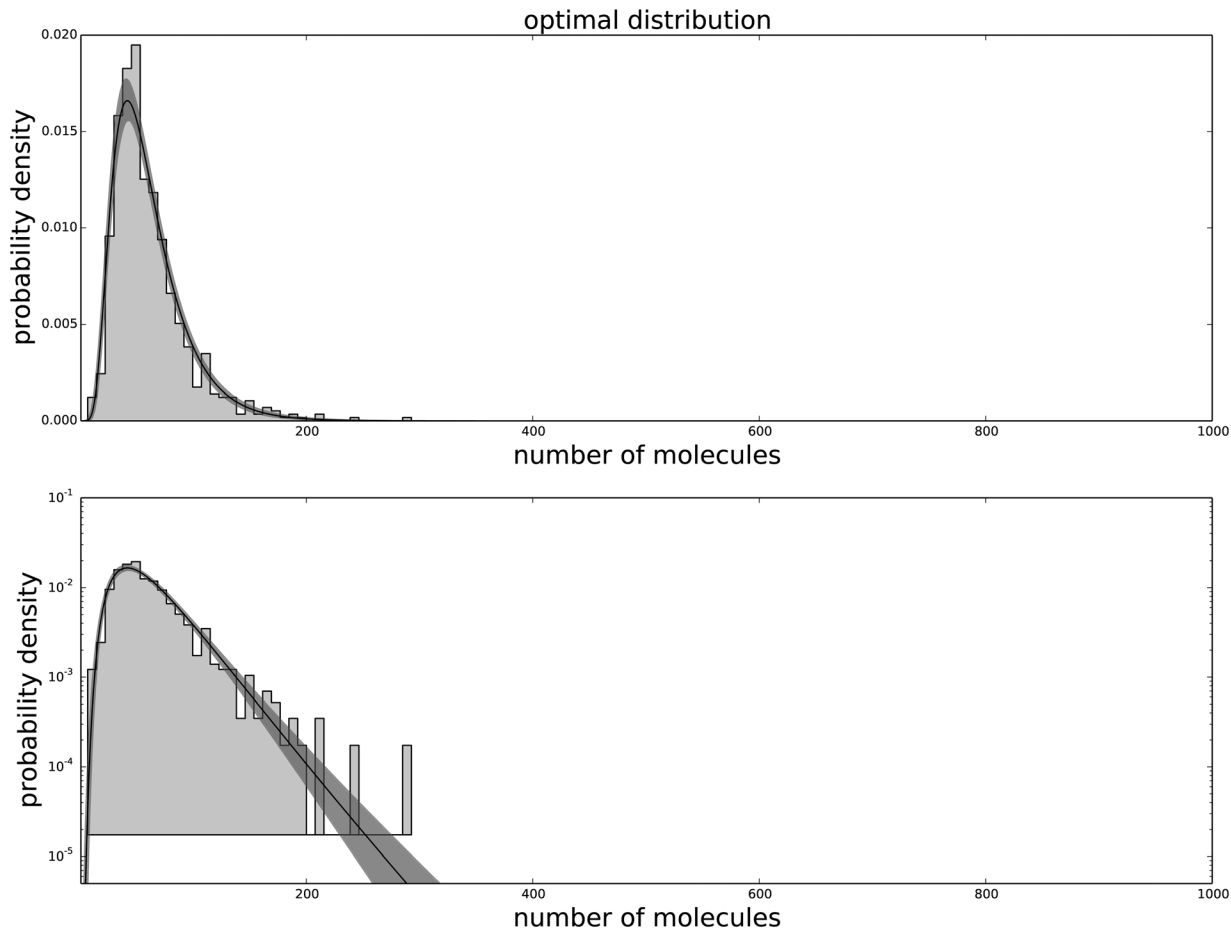 optimal distribution
0.020
0.015
0.010
0.005
0.000
probability density
200 400 600 800 1000
number of molecules
10^-1
10^-2
10^-3
10^-4
10^-5
probability density
200 400 600 800 1000
number of molecules